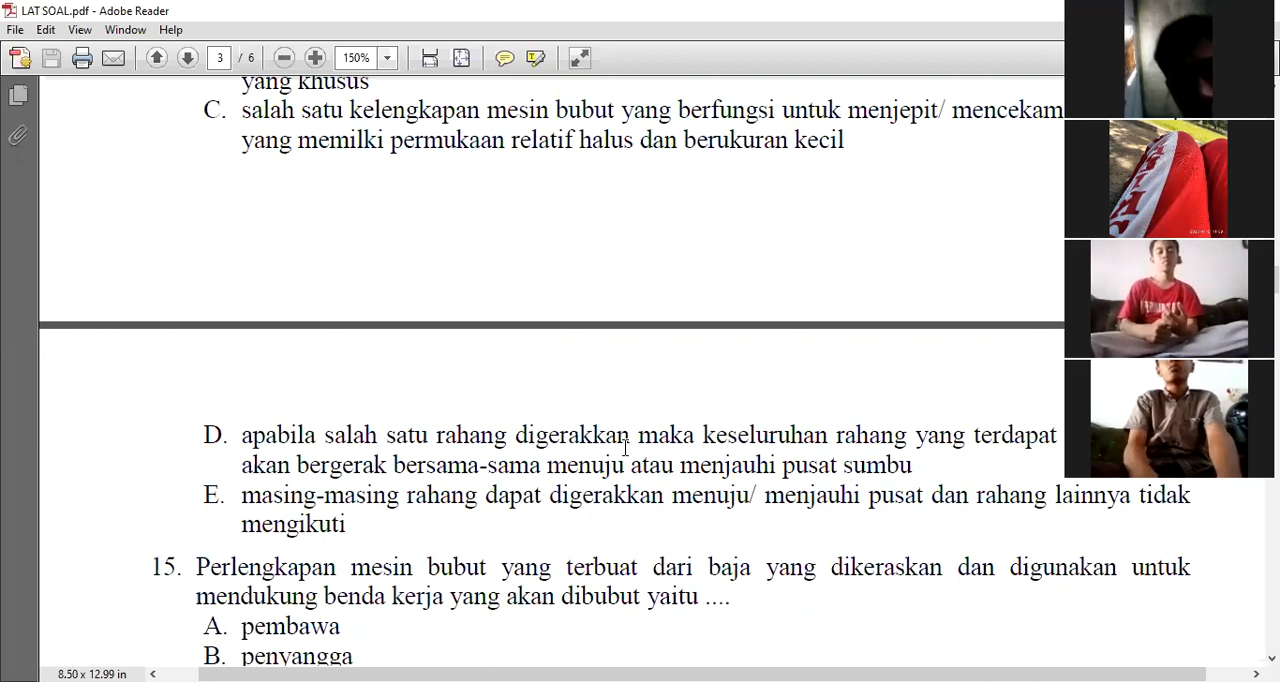 LAT SOAL.pdf - Adobe Reader
File Edit View Window Help
3 / 6 150%
yang khusus
C. salah satu kelengkapan mesin bubut yang berfungsi untuk menjepit/ mencekam
yang memilki permukaan relatif halus dan berukuran kecil
D. apabila salah satu rahang digerakkan maka keseluruhan rahang yang terdapat
akan bergerak bersama-sama menuju atau menjauhi pusat sumbu
E. masing-masing rahang dapat digerakkan menuju/ menjauhi pusat dan rahang lainnya tidak
mengikuti
15. Perlengkapan mesin bubut yang terbuat dari baja yang dikeraskan dan digunakan untuk
mendukung benda kerja yang akan dibubut yaitu ....
A. pembawa
B. penyangga
8.50 x 12.99 in